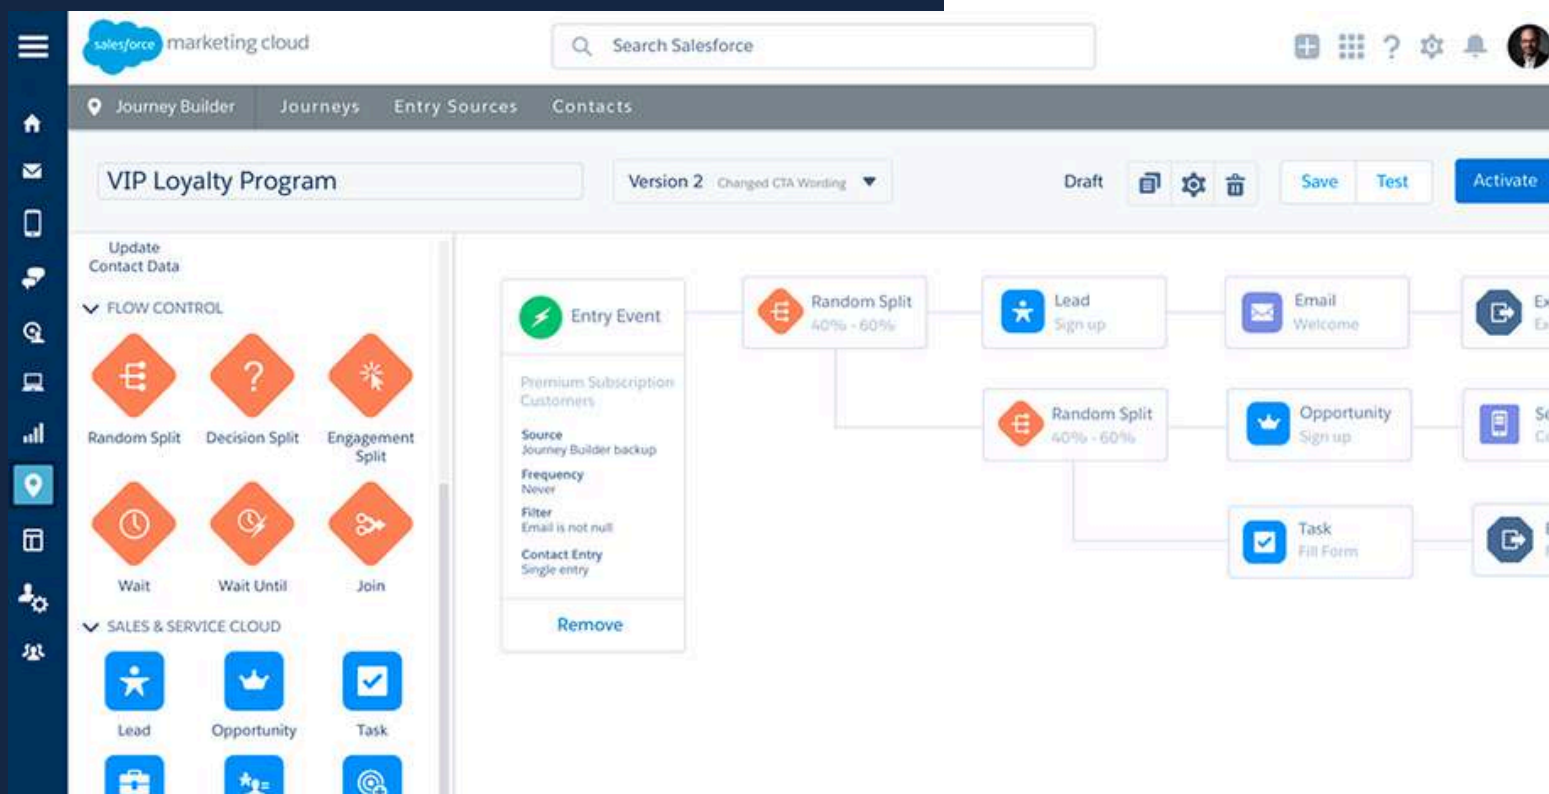 salesforce marketing cloud
Search Salesforce
?
Journey Builder Journeys Entry Sources Contacts
VIP Loyalty Program
Version 2 Changed CTA Wording
Draft
Save Test
Activate
Update
Contact Data
FLOW CONTROL
?
Random Split Decision Split Engagement
Split
Wait Wait Until Join
SALES & SERVICE CLOUD
Lead Opportunity Task
Entry Event
Premium Subscription
Customers
Source
Journey Builder backup
Frequency
Never
Filter
Email is not null
Contact Entry
Single entry
Remove
Random Split
40% - 60%
Lead
Sign up
Email
Welcome
Ex
Random Split
40% - 60%
Opportunity
Sign up
Se
Task
Fill Form